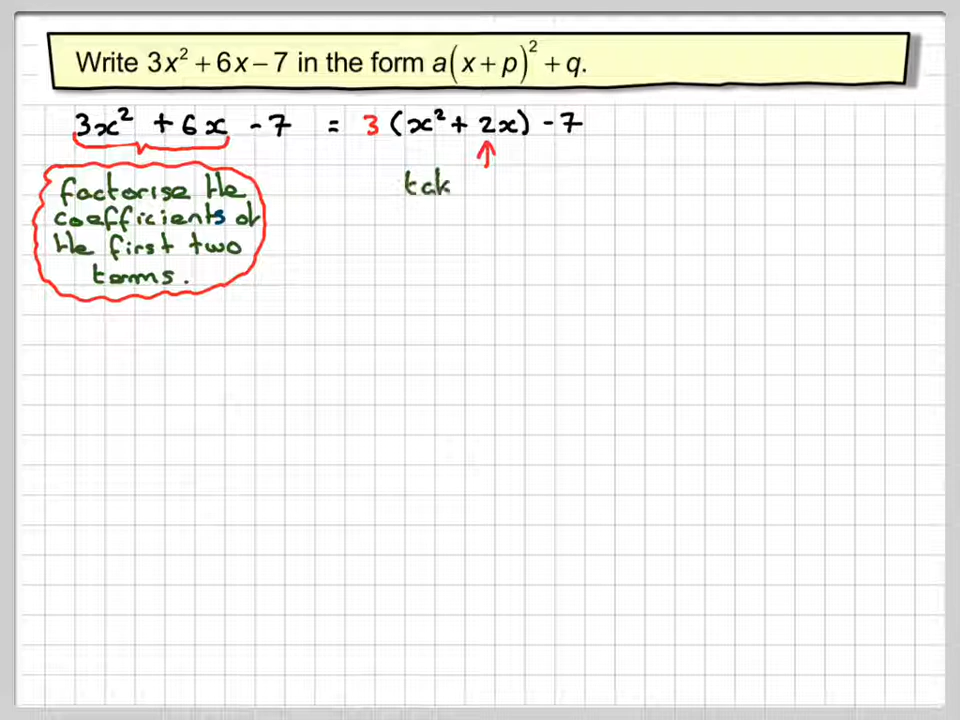 Write 3x² + 6x − 7 in the form a(x + p)² + q.
3x² + 6x - 7 = 3 (x² + 2x) - 7
tak
factorise the
coefficients of
the first two
terms.